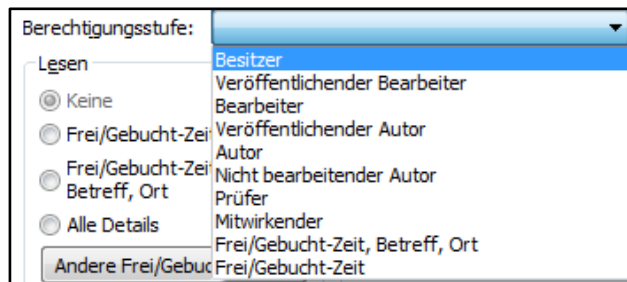 Berechtigungsstufe:
Besitzer
Veröffentlichender Bearbeiter
Bearbeiter
Veröffentlichender Autor
Autor
Nicht bearbeitender Autor
Prüfer
Mitwirkender
Frei/Gebucht-Zeit, Betreff, Ort
Frei/Gebucht-Zeit
Lesen
Keine
Frei/Gebucht-Zei
Frei/Gebucht-Zeit
Betreff, Ort
Alle Details
Andere Frei/Gebuc